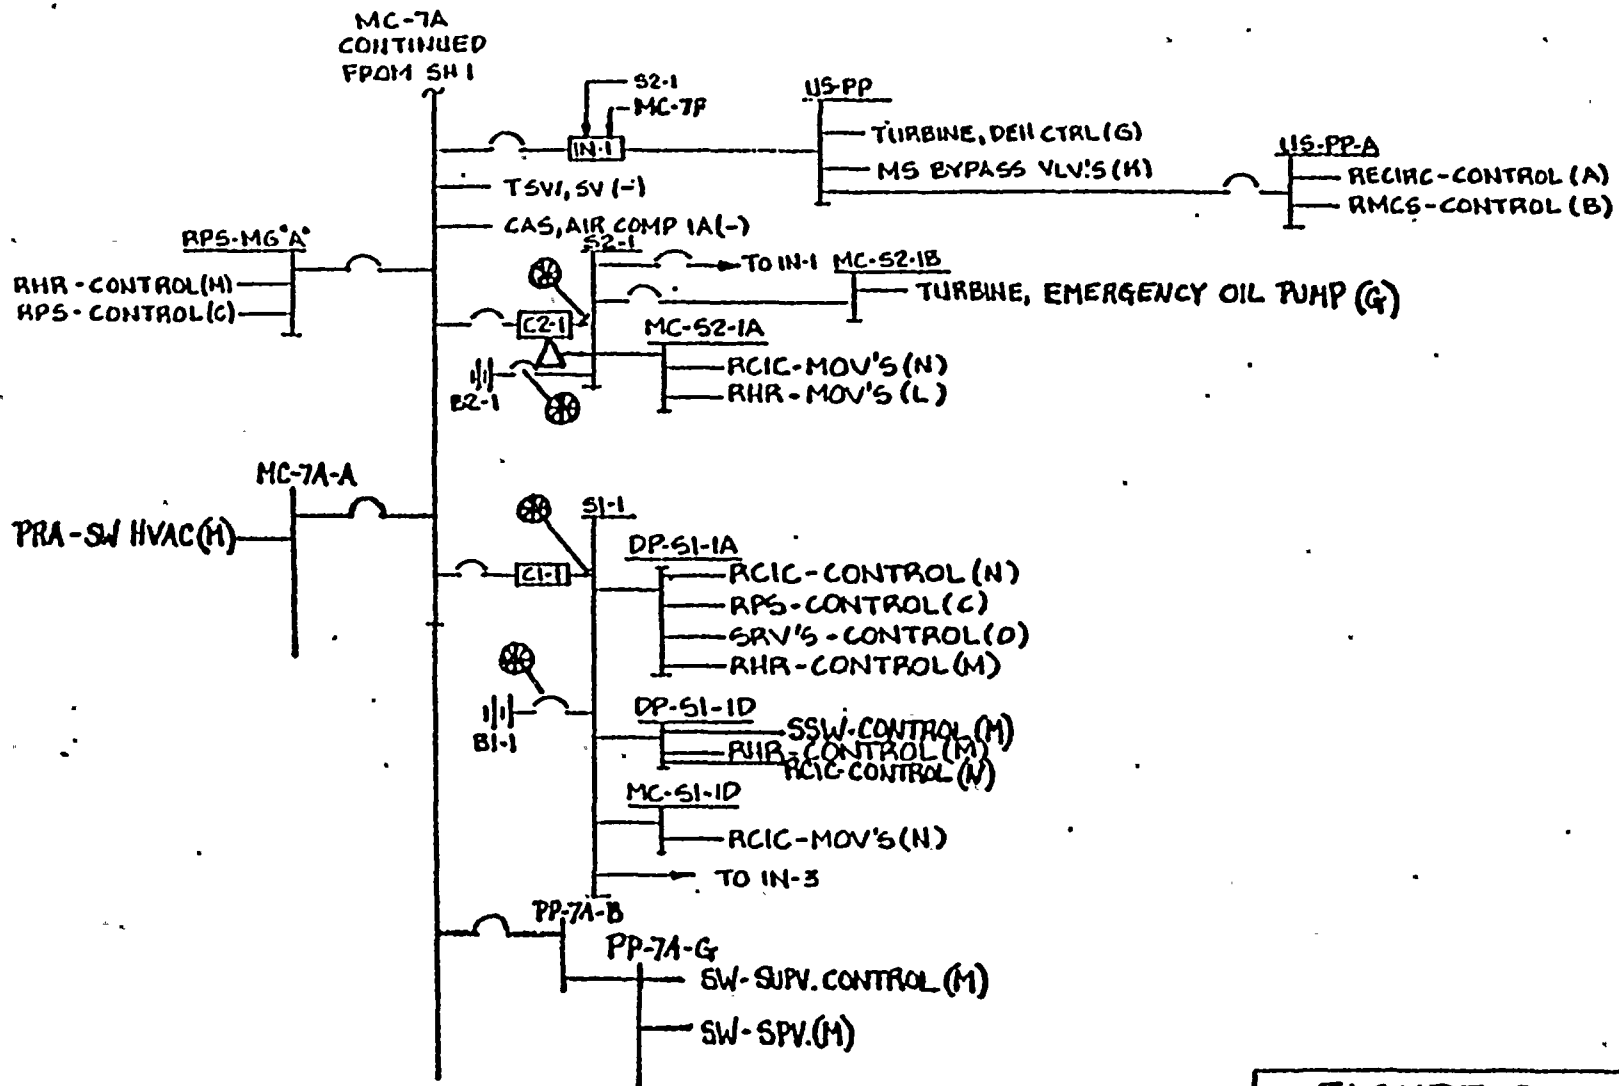 MC-7A
CONTINUED
FROM SH 1
S2-1
MC-7F
IN-1
US-PP
TURBINE, DEH CTRL (G)
MS BYPASS VLV'S (K)
US-PP-A
RECIRC-CONTROL (A)
RMCS-CONTROL (B)
TSW, SV (-)
CAS, AIR COMP 1A (-)
RPS-MG"A"
RHR-CONTROL (M)
RPS-CONTROL (C)
S2-1
TO IN-1
MC-S2-1B
TURBINE, EMERGENCY OIL PUMP (G)
C2-1
MC-S2-1A
RCIC-MOV'S (N)
RHR-MOV'S (L)
B2-1
MC-7A-A
PRA-SW HVAC (M)
S1-1
DP-S1-1A
C1-1
RCIC-CONTROL (N)
RPS-CONTROL (C)
SRV'S-CONTROL (O)
RHR-CONTROL (M)
B1-1
DP-S1-1D
SSW-CONTROL (M)
RHR-CONTROL (M)
RCIC-CONTROL (N)
MC-S1-1D
RCIC-MOV'S (N)
TO IN-3
PP-7A-B
PP-7A-G
SW-SUPV. CONTROL (M)
SW-SPV. (M)